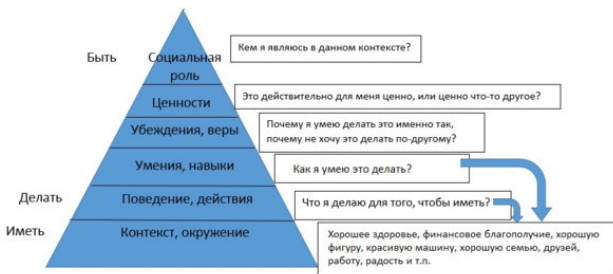 Быть
Социальная
роль
Кем я являюсь в данном контексте?
Ценности
Это действительно для меня ценно, или ценно что-то другое?
Убеждения, веры
Почему я умею делать это именно так,
почему не хочу это делать по-другому?
Умения, навыки
Как я умею это делать?
Делать
Поведение, действия
Что я делаю для того, чтобы иметь?
Иметь
Контекст, окружение
Хорошее здоровье, финансовое благополучие, хорошую
фигуру, красивую машину, хорошую семью, друзей,
работу, радость и т.п.